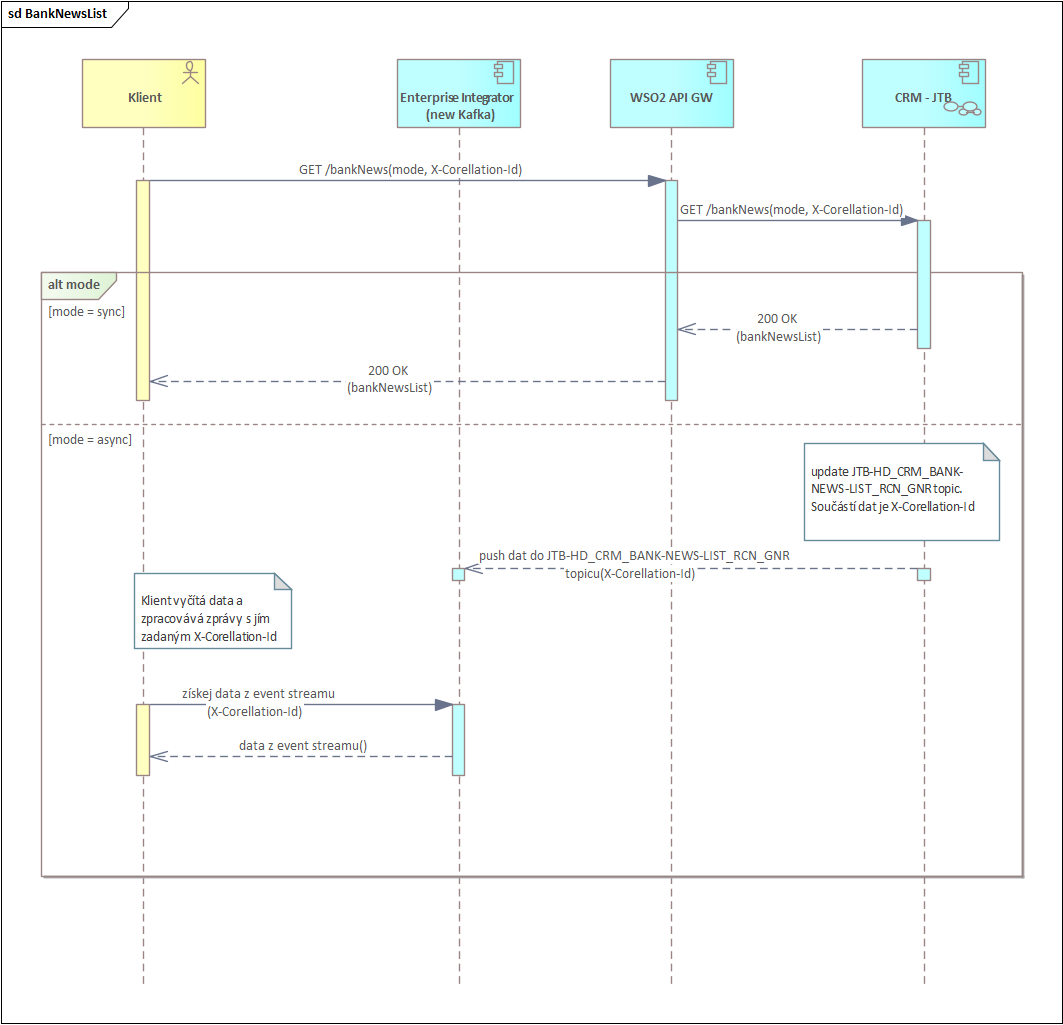 sd BankNewsList
Klient
Enterprise Integrator
(new Kafka)
WSO2 API GW
CRM - JTB
GET /bankNews(mode, X-Corellation-Id)
GET /bankNews(mode, X-Corellation-Id)
alt mode
[mode = sync]
200 OK
(bankNewsList)
200 OK
(bankNewsList)
[mode = async]
update JTB-HD_CRM_BANK-
NEWS-LIST_RCN_GNR topic.
Součástí dat je X-Corellation-Id
push dat do JTB-HD_CRM_BANK-NEWS-LIST_RCN_GNR
topicu(X-Corellation-Id)
Klient vyčítá data a
zpracovává zprávy s jím
zadaným X-Corellation-Id
získej data z event streamu
(X-Corellation-Id)
data z event streamu()